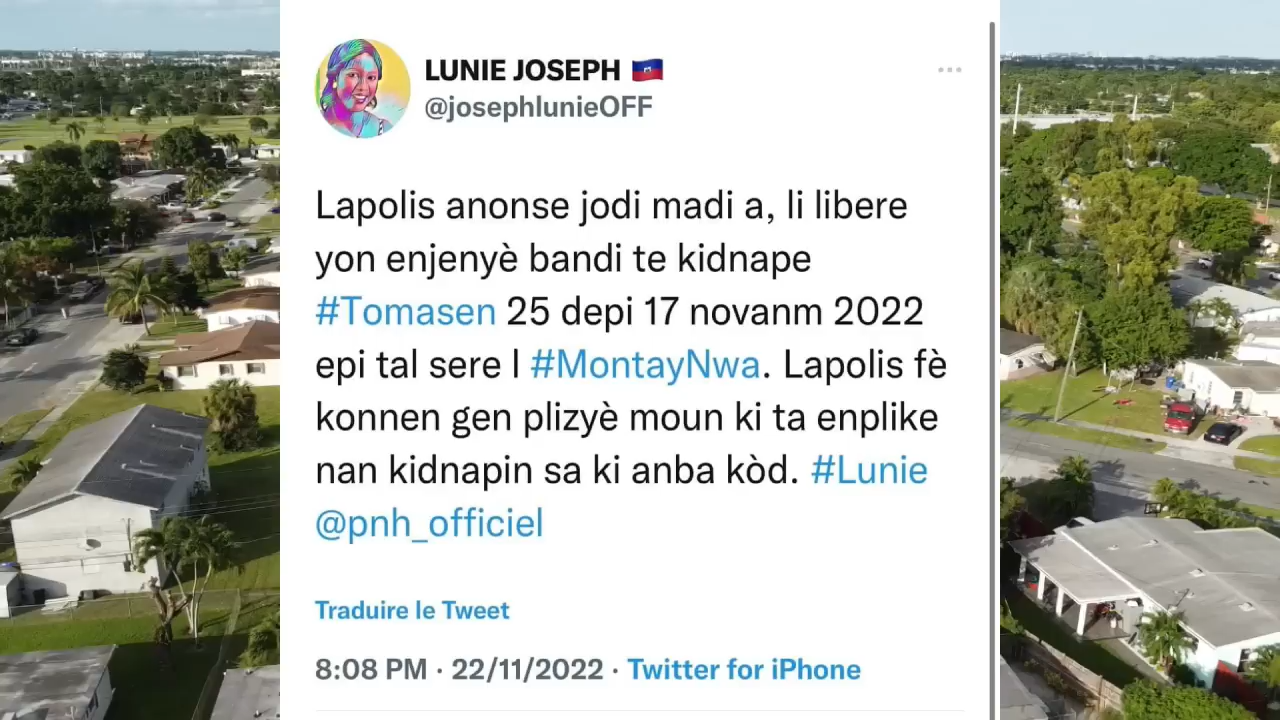 LUNIE JOSEPH 🇭🇹
@josephlunieOFF
Lapolis anonse jodi madi a, li libere
yon enjenyè bandi te kidnape
#Tomasen 25 depi 17 novanm 2022
epi tal sere l #MontayNwa. Lapolis fè
konnen gen plizyè moun ki ta enplike
nan kidnapin sa ki anba kòd. #Lunie
@pnh_officiel
Traduire le Tweet
8:08 PM · 22/11/2022 · Twitter for iPhone